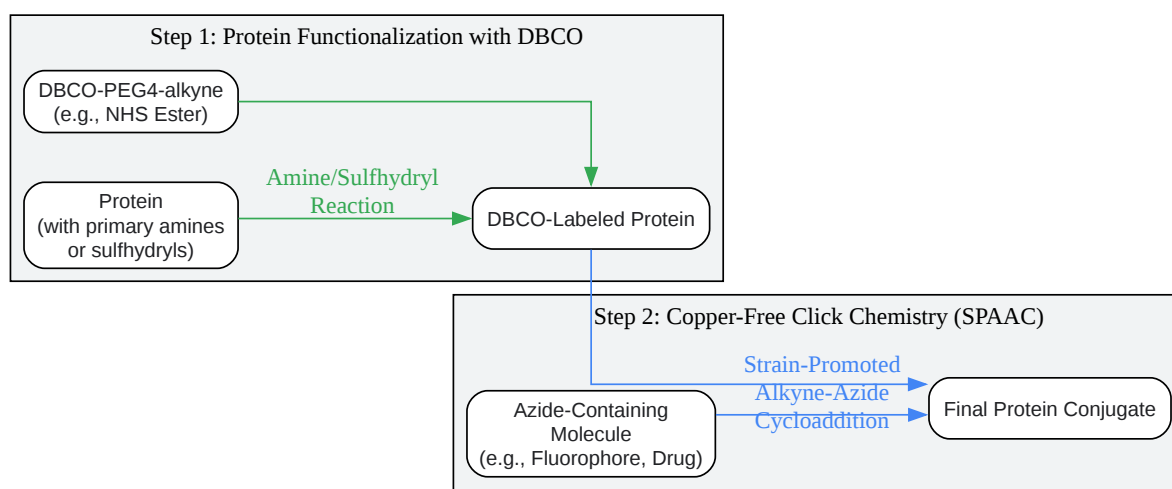 Step 1: Protein Functionalization with DBCO
DBCO-PEG4-alkyne
(e.g., NHS Ester)
Protein
(with primary amines
or sulfhydryls)
Amine/Sulfhydryl
Reaction
DBCO-Labeled Protein
Step 2: Copper-Free Click Chemistry (SPAAC)
Azide-Containing
Molecule
(e.g., Fluorophore, Drug)
Strain-Promoted
Alkyne-Azide
Cycloaddition
Final Protein Conjugate